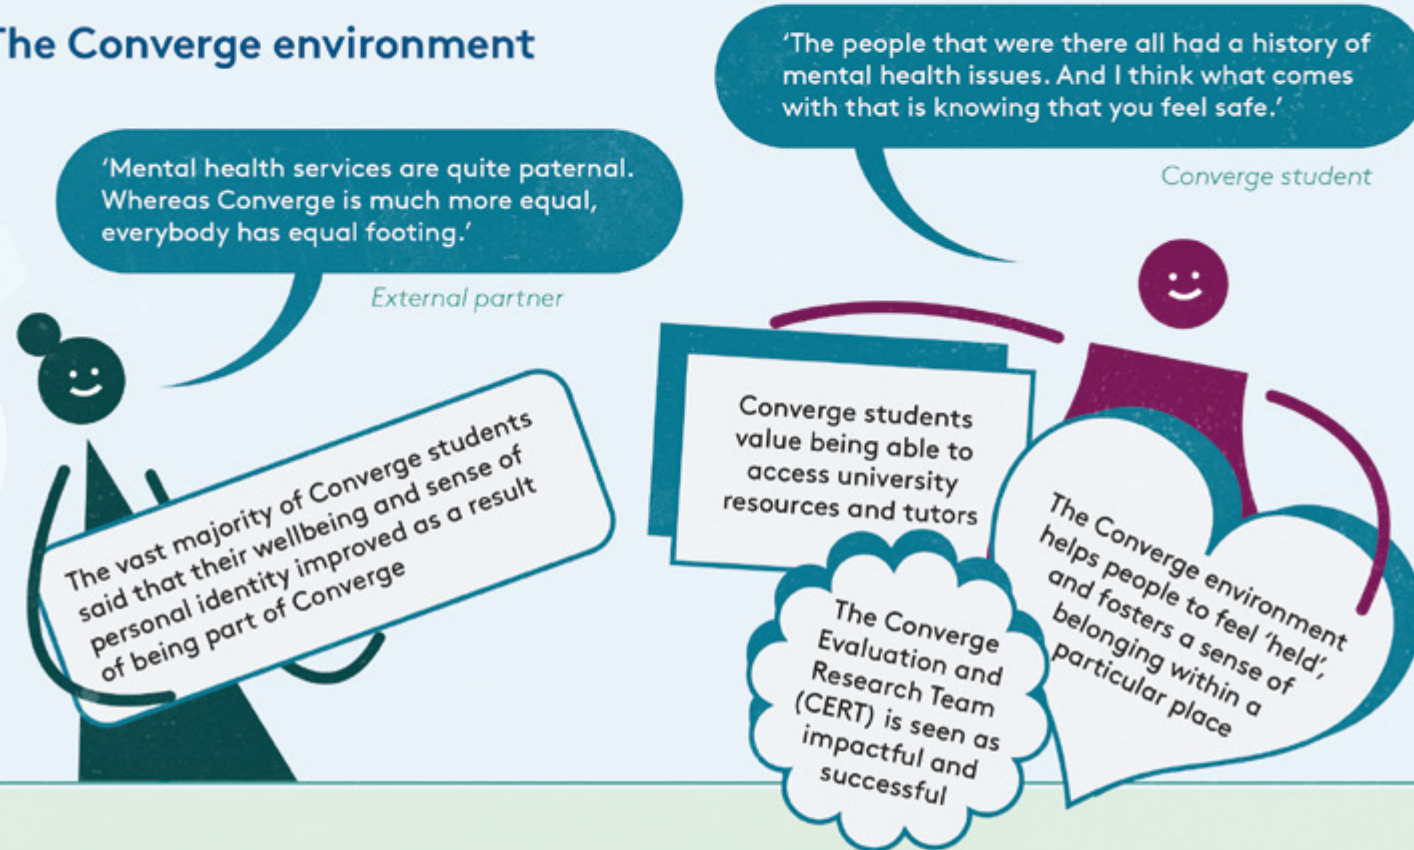 The Converge environment
'Mental health services are quite paternal.
Whereas Converge is much more equal,
everybody has equal footing.'
External partner
'The people that were there all had a history of
mental health issues. And I think what comes
with that is knowing that you feel safe.'
Converge student
The vast majority of Converge students
said that their wellbeing and sense of
personal identity improved as a result
of being part of Converge
Converge students
value being able to
access university
resources and tutors
The Converge
Evaluation and
Research Team
(CERT) is seen as
impactful and
successful
The Converge environment
helps people to feel 'held',
and fosters a sense of
belonging within a
particular place